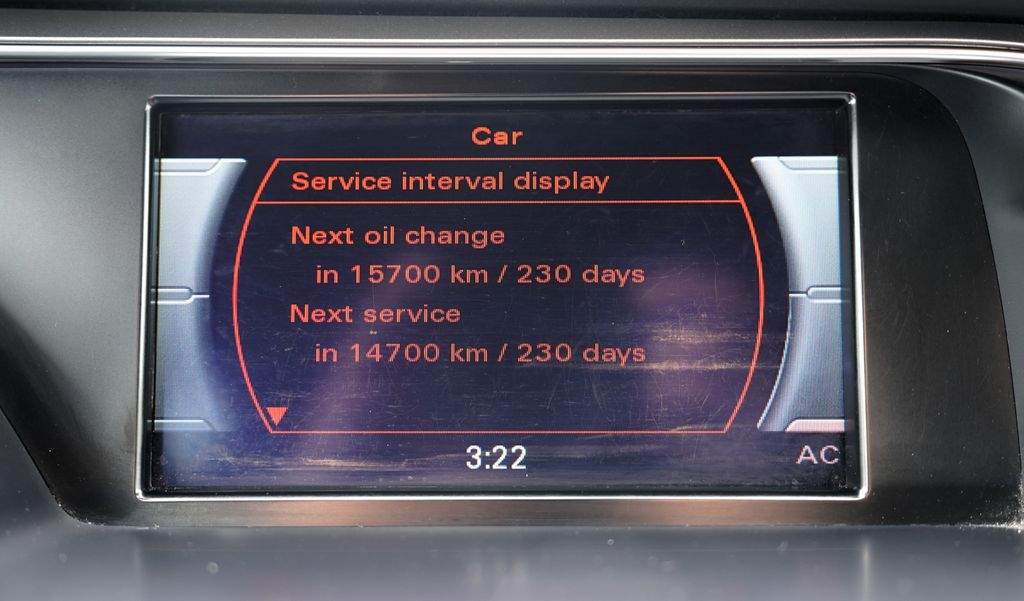 Car
Service interval display
Next oil change
in 15700 km / 230 days
Next service
in 14700 km / 230 days
3:22
AC